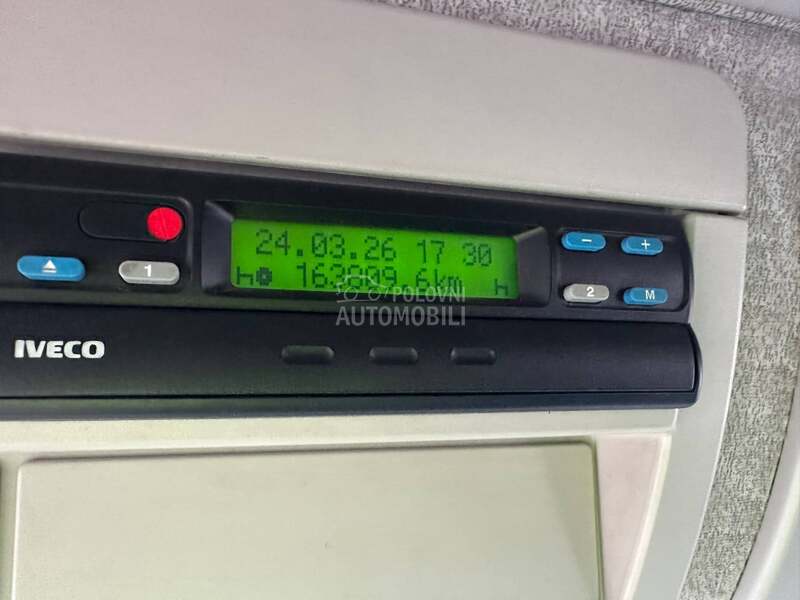 24.03.26 17 30
163809.6km
1
2
M
- +
IVECO
POLOVNI
AUTOMOBILI